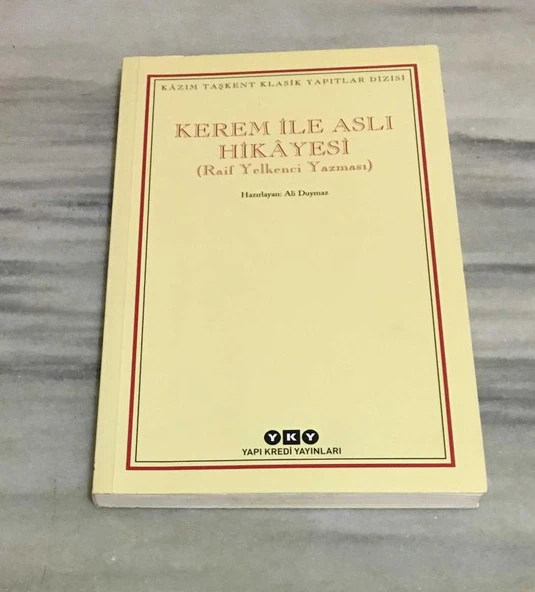 KÂZIM TAŞKENT KLASİK YAPITLAR DİZİSİ
KEREM İLE ASLI
HİKÂYESİ
(Raif Yelkenci Yazması)
Hazırlayan: Ali Duymaz
YKY
YAPI KREDİ YAYINLARI